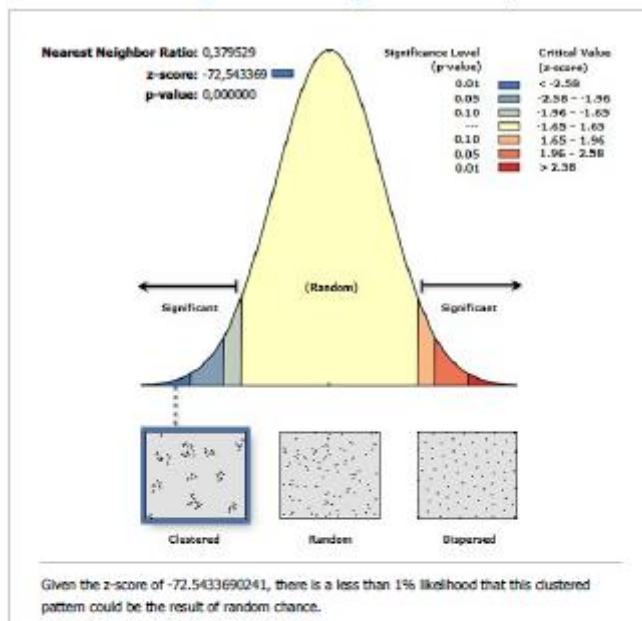 Nearest Neighbor Ratio: 0,379529
z-score: -72,543369
p-value: 0,000000
Significance Level
(p-value)
Critical Value
(z-score)
0.01 < -2.58
0.05 -2.58 - -1.96
0.10 -1.96 - -1.65
--- -1.65 - 1.65
0.10 1.65 - 1.96
0.05 1.96 - 2.58
0.01 > 2.58
(Random)
Significant
Significant
Clustered
Random
Dispersed
Given the z-score of -72.5433690241, there is a less than 1% likelihood that this clustered
pattern could be the result of random chance.